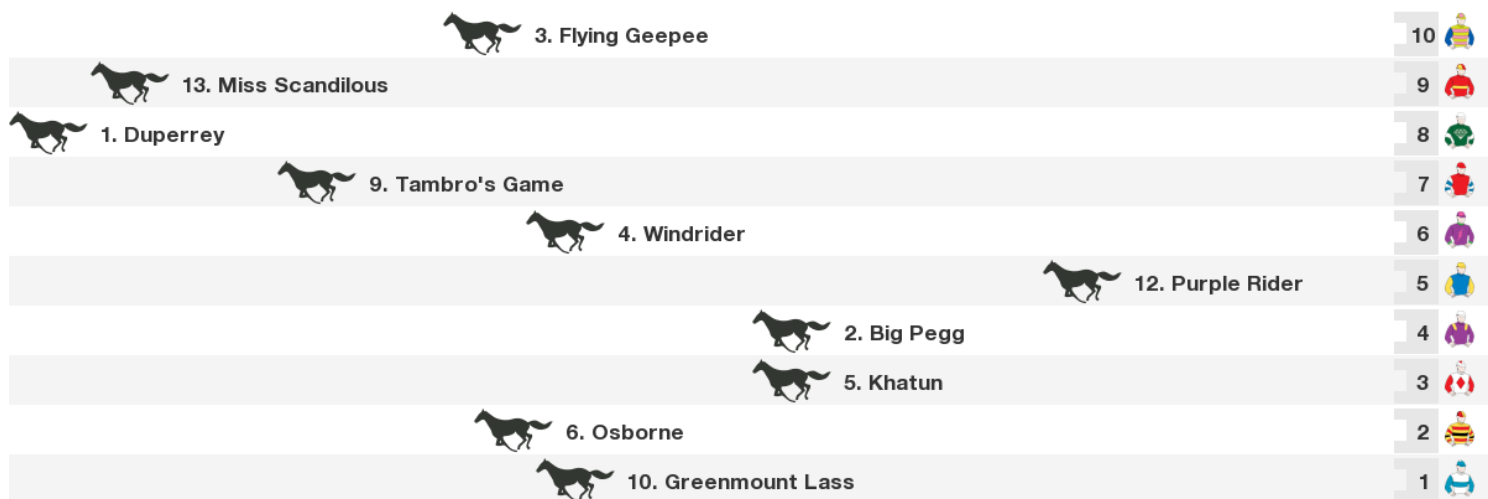 3. Flying Geepee 10
13. Miss Scandilous 9
1. Duperrey 8
9. Tambro's Game 7
4. Windrider 6
12. Purple Rider 5
2. Big Pegg 4
5. Khatun 3
6. Osborne 2
10. Greenmount Lass 1